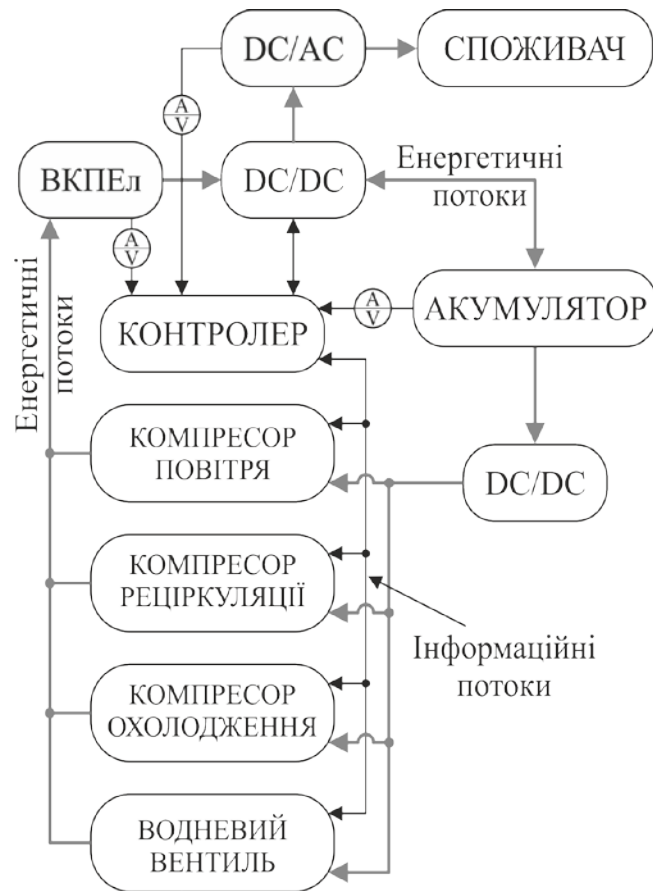 DC/AC
СПОЖИВАЧ
A
V
ВКПЕл
DC/DC
Енергетичні
потоки
A
V
Енергетичні
потоки
КОНТРОЛЕР
A
V
АКУМУЛЯТОР
КОМПРЕСОР
ПОВІТРЯ
DC/DC
КОМПРЕСОР
РЕЦІРКУЛЯЦІЇ
Інформаційні
потоки
КОМПРЕСОР
ОХОЛОДЖЕННЯ
ВОДНЕВИЙ
ВЕНТИЛЬ